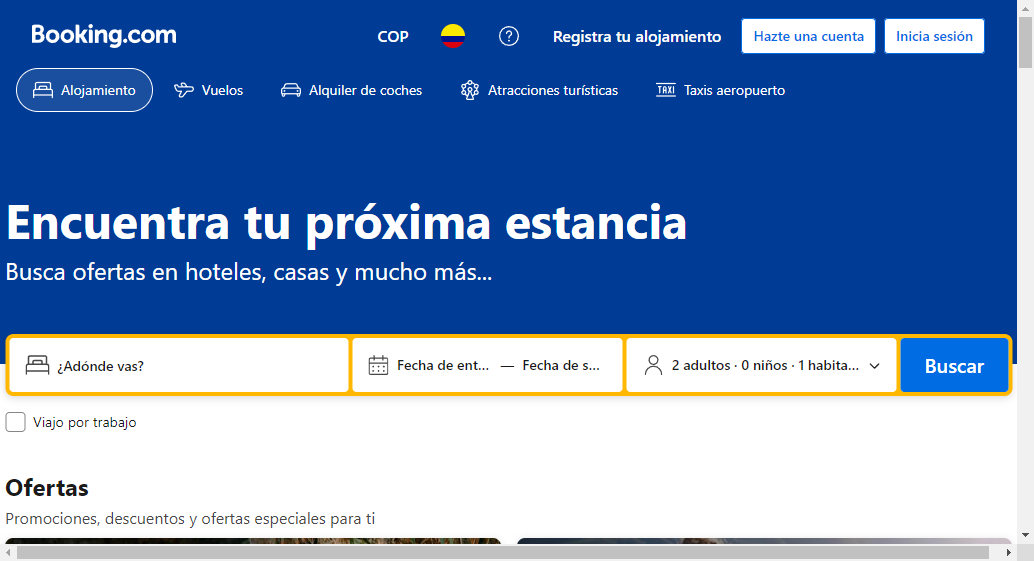 Booking.com
COP
Registra tu alojamiento
Hazte una cuenta
Inicia sesión
Alojamiento
Vuelos
Alquiler de coches
Atracciones turísticas
TAXI
Taxis aeropuerto
Encuentra tu próxima estancia
Busca ofertas en hoteles, casas y mucho más...
¿Adónde vas?
Fecha de ent... — Fecha de s...
2 adultos · 0 niños · 1 habita...
Buscar
Viajo por trabajo
Ofertas
Promociones, descuentos y ofertas especiales para ti